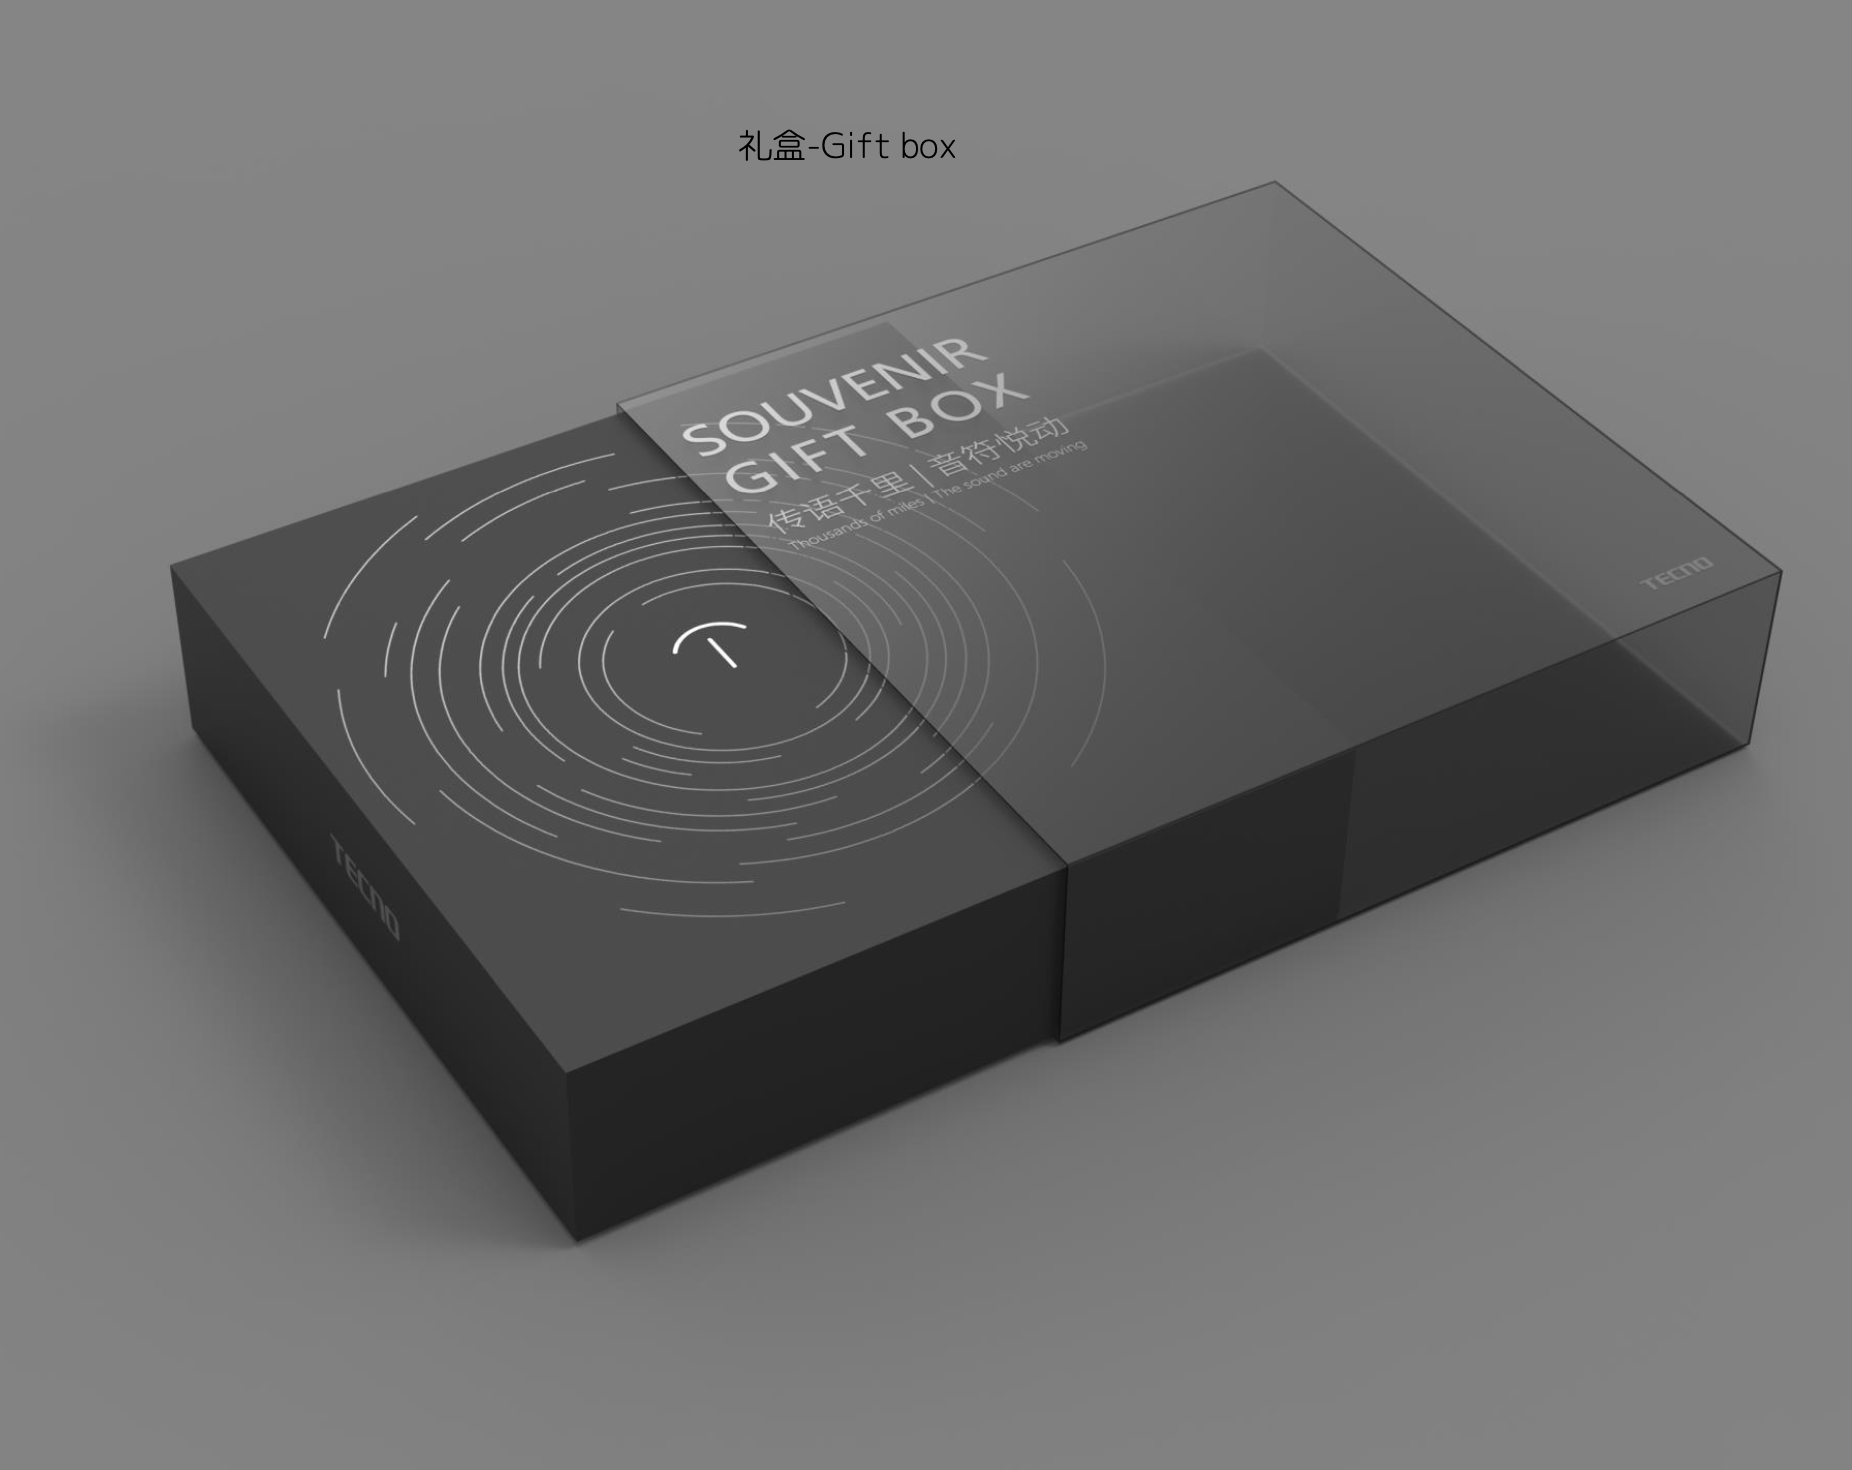 礼盒-Gift box
SOUVENIR
GIFT BOX
传语千里 | 音符悦动
Thousands of miles | The sound are moving
TECNO
TECNO